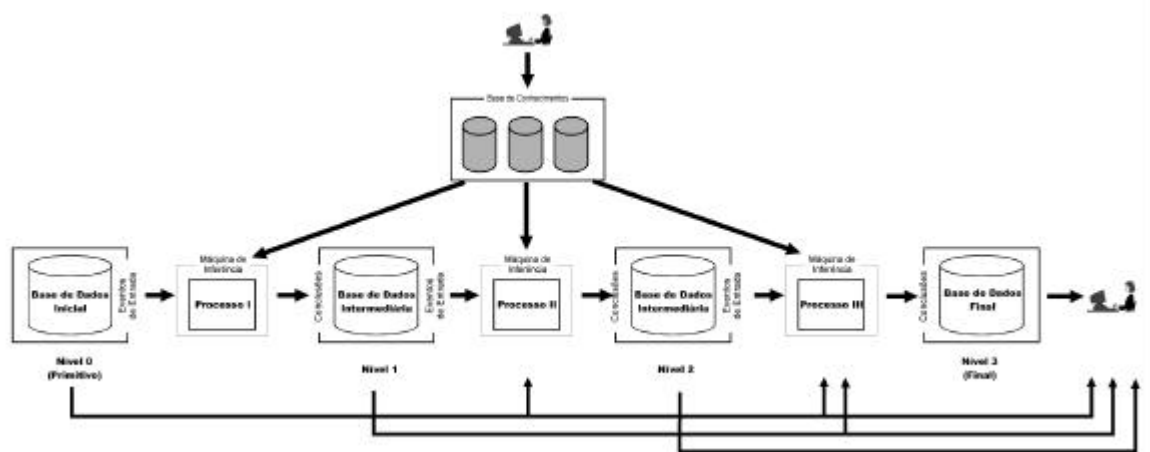 Base de Conhecimentos
Máquina de
Inferência
Processo I
Máquina de
Inferência
Processo II
Máquina de
Inferência
Processo III
Base de Dados
Inicial
Eventos
de Entrada
Conclusões
Base de Dados
Intermediária
Eventos
de Entrada
Conclusões
Base de Dados
Intermediária
Eventos
de Entrada
Conclusões
Base de Dados
Final
Nível 0
(Primitivo)
Nível 1
Nível 2
Nível 3
(Final)